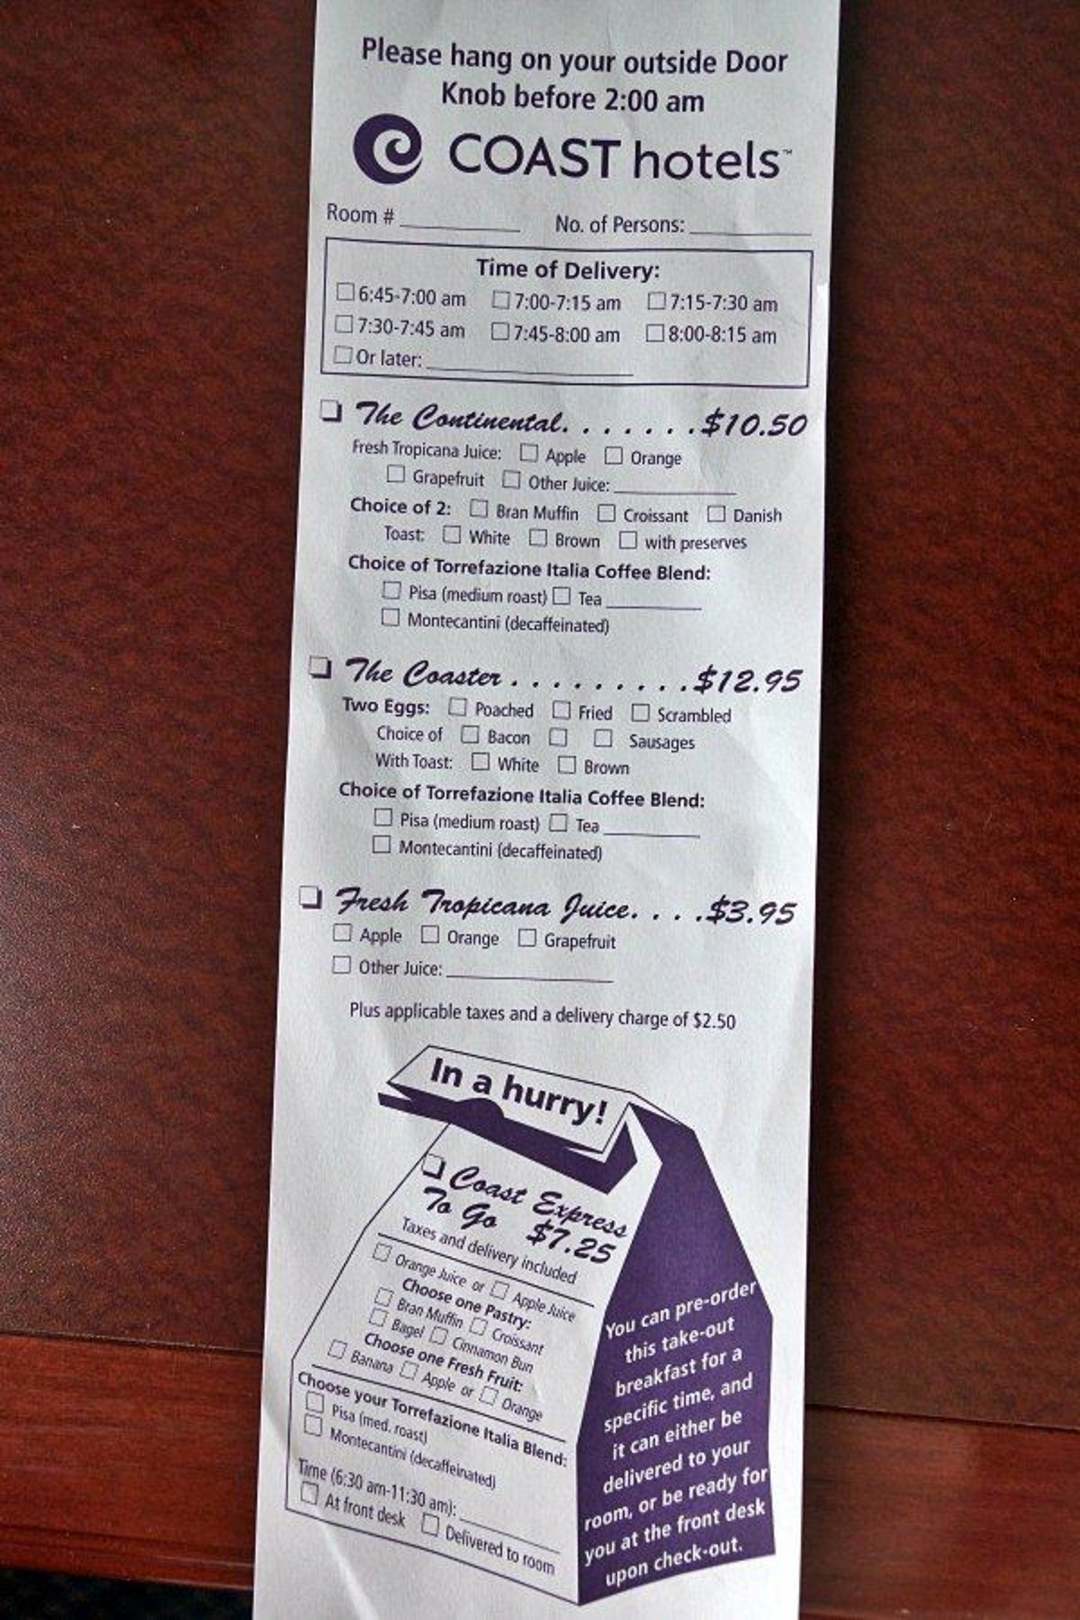 Please hang on your outside Door
Knob before 2:00 am
COAST hotels™
Room # ________ No. of Persons: ________
Time of Delivery:
☐ 6:45-7:00 am ☐ 7:00-7:15 am ☐ 7:15-7:30 am
☐ 7:30-7:45 am ☐ 7:45-8:00 am ☐ 8:00-8:15 am
☐ Or later: ________
❏ The Continental. . . . . . . $10.50
Fresh Tropicana Juice: ☐ Apple ☐ Orange
☐ Grapefruit ☐ Other Juice: ________
Choice of 2: ☐ Bran Muffin ☐ Croissant ☐ Danish
Toast: ☐ White ☐ Brown ☐ with preserves
Choice of Torrefazione Italia Coffee Blend:
☐ Pisa (medium roast) ☐ Tea ________
☐ Montecantini (decaffeinated)
❏ The Coaster . . . . . . . . . $12.95
Two Eggs: ☐ Poached ☐ Fried ☐ Scrambled
Choice of ☐ Bacon ☐ ☐ Sausages
With Toast: ☐ White ☐ Brown
Choice of Torrefazione Italia Coffee Blend:
☐ Pisa (medium roast) ☐ Tea ________
☐ Montecantini (decaffeinated)
❏ Fresh Tropicana Juice. . . . $3.95
☐ Apple ☐ Orange ☐ Grapefruit
☐ Other Juice: ________
Plus applicable taxes and a delivery charge of $2.50
In a hurry!
❏ Coast Express
To Go $7.25
Taxes and delivery included
☐ Orange Juice or ☐ Apple Juice
Choose one Pastry:
☐ Bran Muffin ☐ Croissant
☐ Bagel ☐ Cinnamon Bun
Choose one Fresh Fruit:
☐ Banana ☐ Apple or ☐ Orange
Choose your Torrefazione Italia Blend:
☐ Pisa (med. roast)
☐ Montecantini (decaffeinated)
Time (6:30 am-11:30 am): ________
☐ At front desk ☐ Delivered to room
You can pre-order
this take-out
breakfast for a
specific time, and
it can either be
delivered to your
room, or be ready for
you at the front desk
upon check-out.